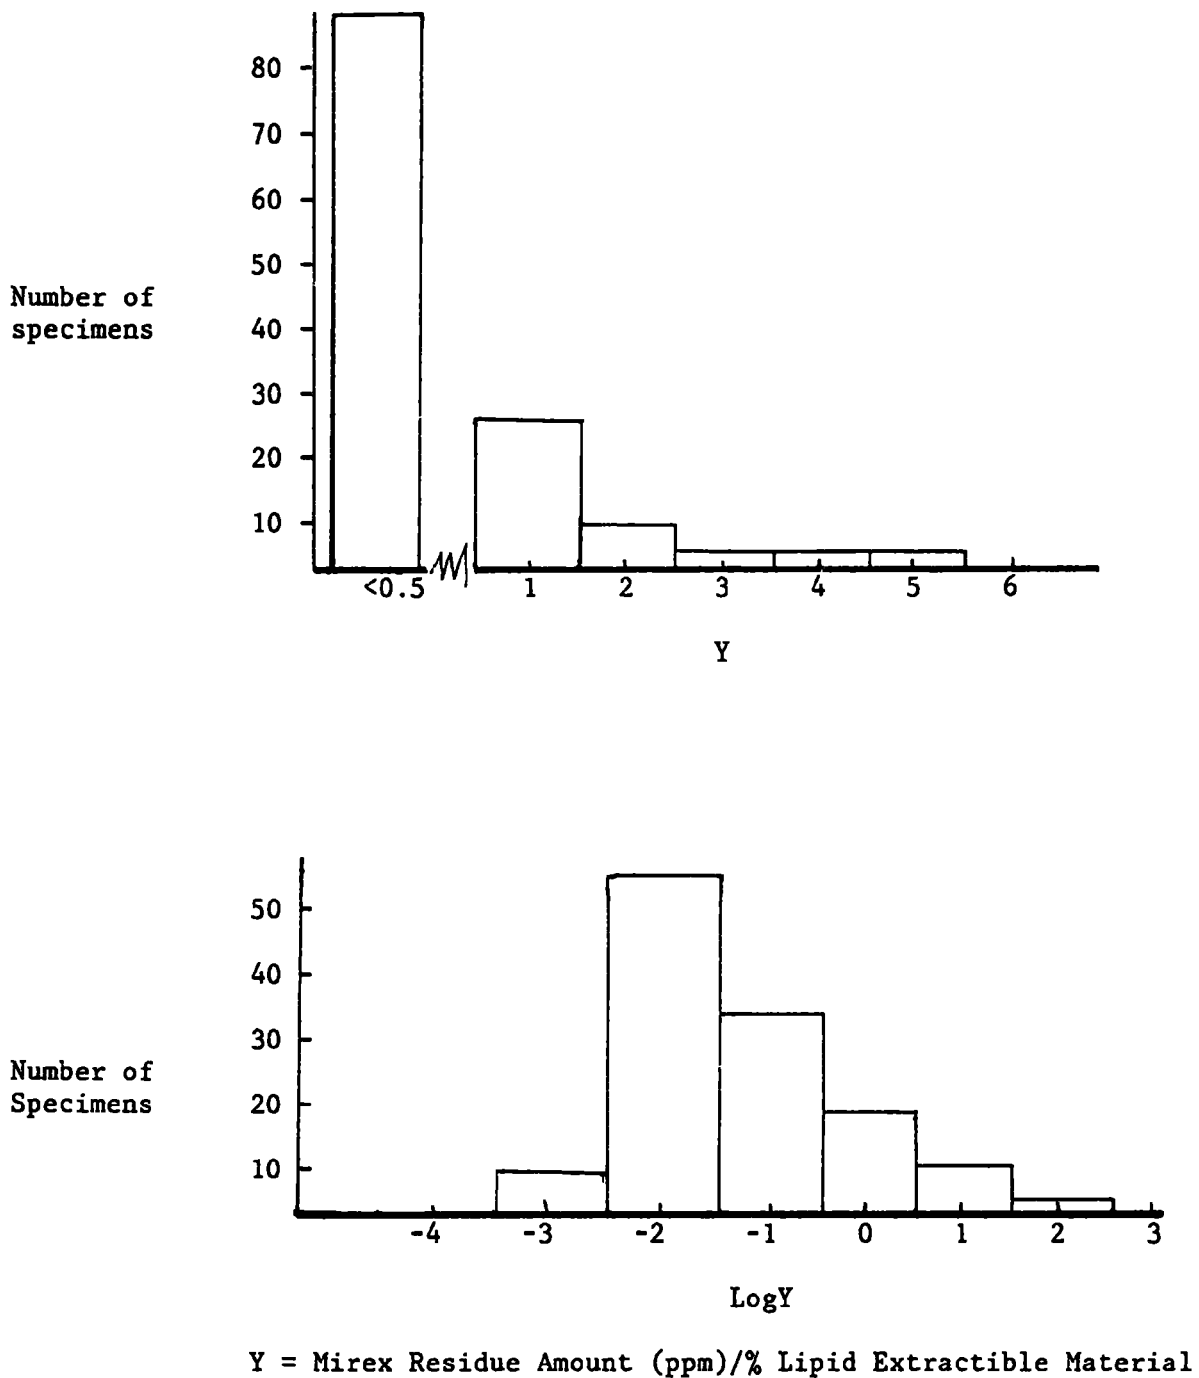 80
70
60
50
Number of
specimens
40
30
20
10
<0.5 1 2 3 4 5 6
Y
50
40
30
Number of
Specimens
20
10
-4 -3 -2 -1 0 1 2 3
LogY
Y = Mirex Residue Amount (ppm)/% Lipid Extractible Material